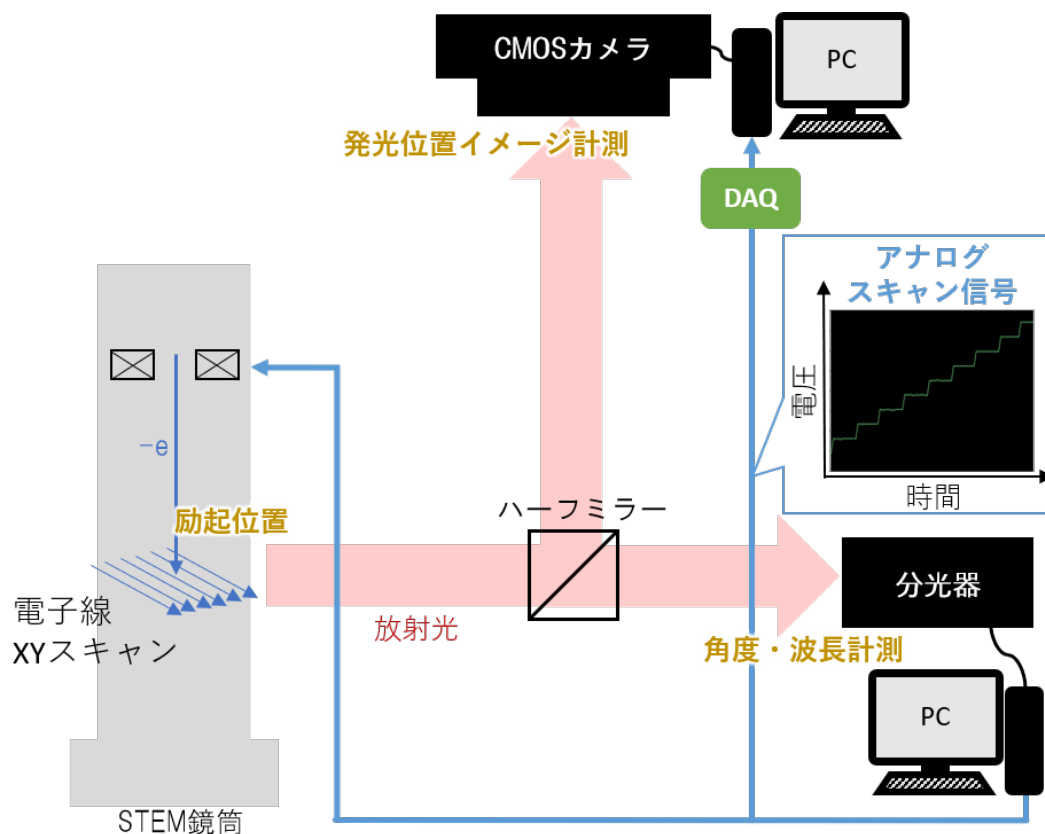 CMOSカメラ
PC
発光位置イメージ計測
DAQ
アナログ
スキャン信号
電圧
時間
-e
励起位置
ハーフミラー
電子線
XYスキャン
放射光
分光器
角度・波長計測
PC
STEM鏡筒